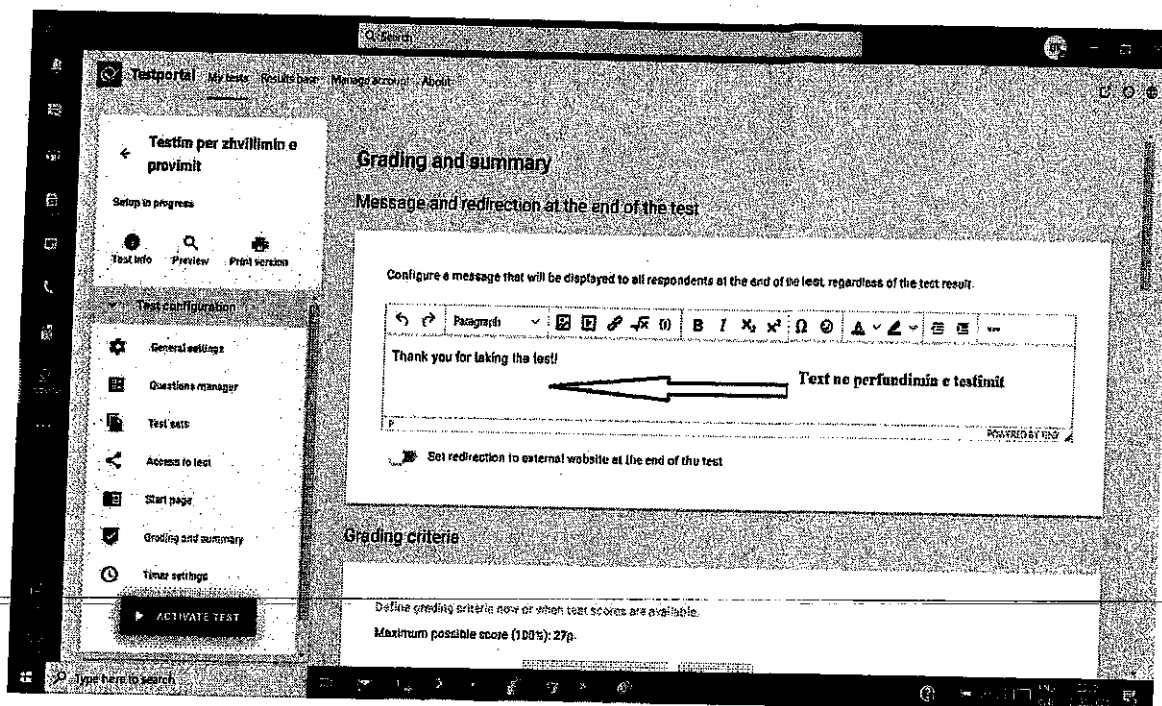 Search
Testportal My tests Results base Manage account About
Testim per zhvillimin e
provimit
Setup in progress
Test info Preview Print version
Test configuration
General settings
Questions manager
Test sets
Access to test
Start page
Grading and summary
Timer settings
ACTIVATE TEST
Grading and summary
Message and redirection at the end of the test
Configure a message that will be displayed to all respondents at the end of the test, regardless of the test result.
Paragraph
Thank you for taking the test!
Text ne perfundimin e testimit
P
POWERED BY TINY
Set redirection to external website at the end of the test
Grading criteria
Define grading criteria now or when test scores are available.
Maximum possible score (100%): 27p.
Type here to search